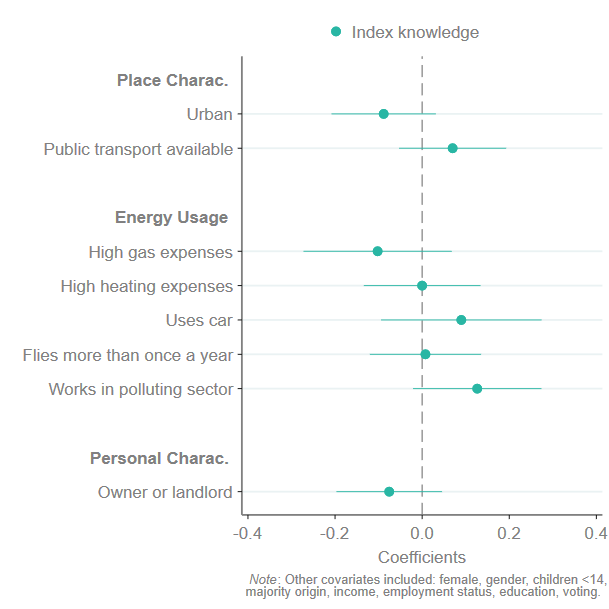 Index knowledge
Place Charac.
Urban
Public transport available
Energy Usage
High gas expenses
High heating expenses
Uses car
Flies more than once a year
Works in polluting sector
Personal Charac.
Owner or landlord
-0.4 -0.2 0.0 0.2 0.4
Coefficients
Note: Other covariates included: female, gender, children <14,
majority origin, income, employment status, education, voting.